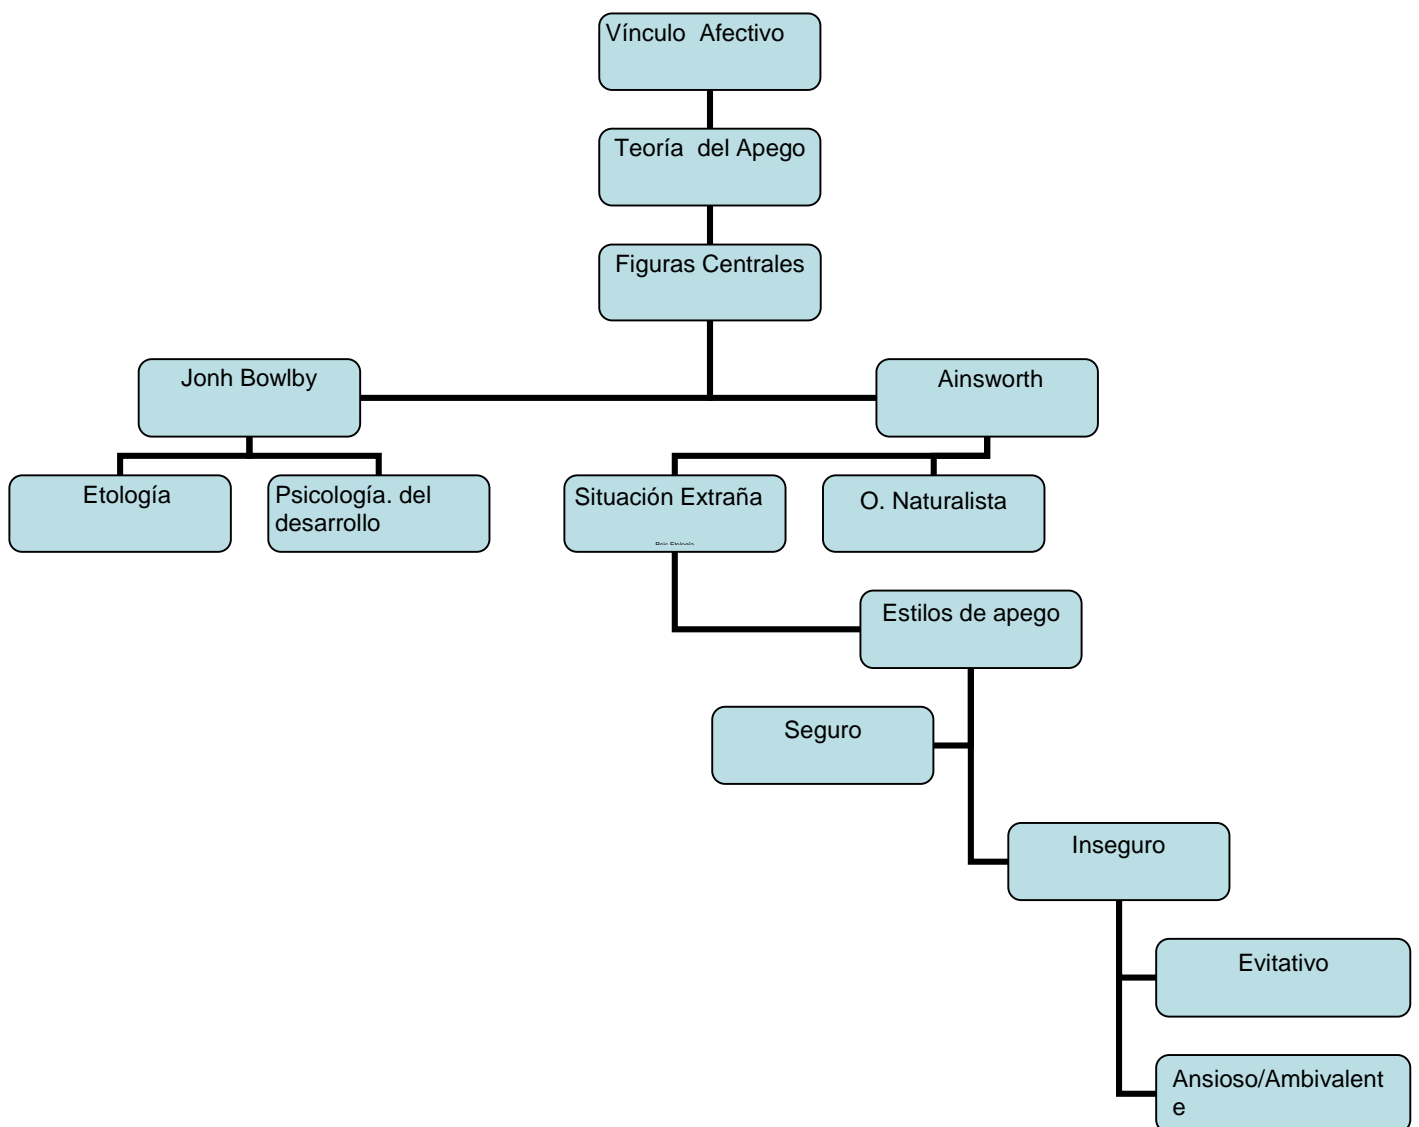 Vínculo  Afectivo
Teoría  del Apego
Figuras Centrales
Jonh Bowlby
Ainsworth
Etología
Psicología. del
desarrollo
Situación Extraña
O. Naturalista
Estilos de apego
Seguro
Inseguro
Evitativo
Ansioso/Ambivalent
e